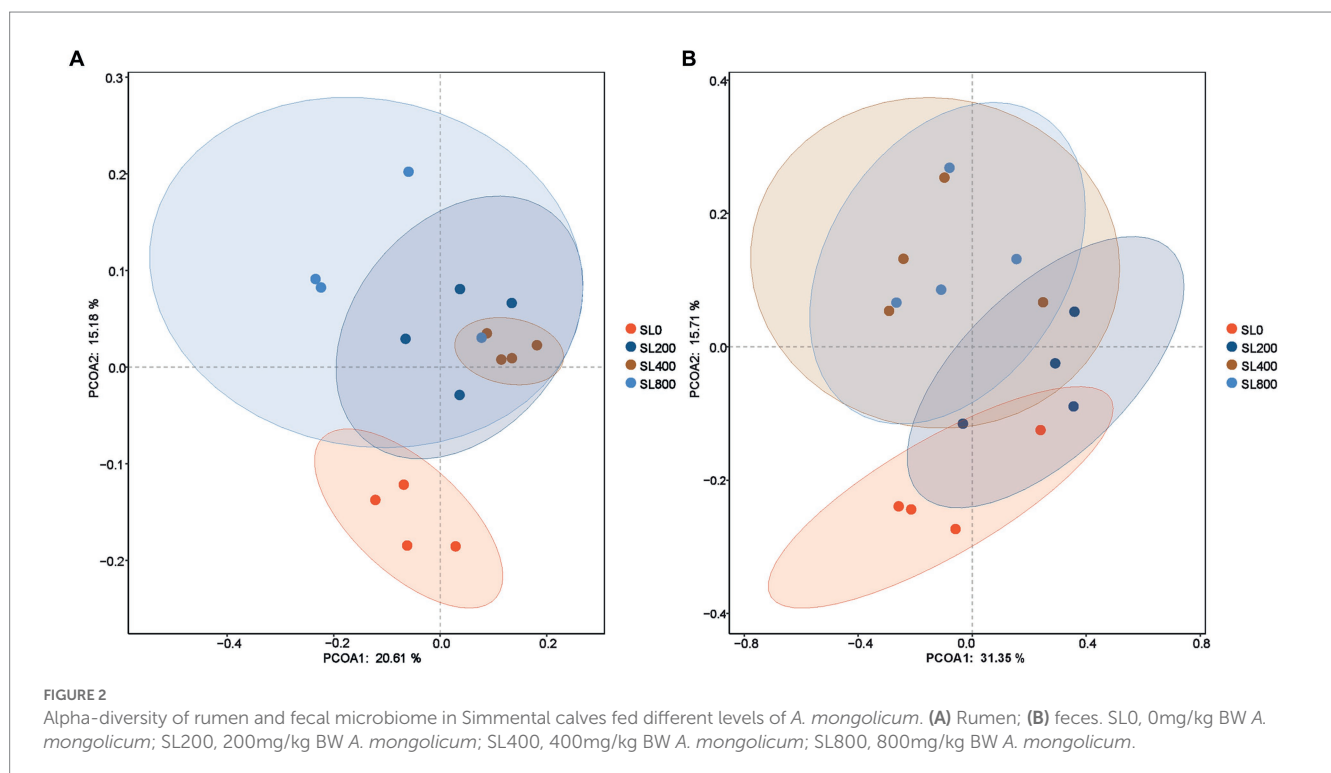 A
0.3
0.2
0.1
0.0
−0.1
−0.2
PCOA2: 15.18 %
−0.4
−0.2
0.0
0.2
PCOA1: 20.61 %
SL0
SL200
SL400
SL800
B
0.4
0.2
0.0
−0.2
−0.4
PCOA2: 15.71 %
−0.8
−0.4
0.0
0.4
0.8
PCOA1: 31.35 %
SL0
SL200
SL400
SL800
FIGURE 2
Alpha-diversity of rumen and fecal microbiome in Simmental calves fed different levels of A. mongolicum. (A) Rumen; (B) feces. SL0, 0mg/kg BW A.
mongolicum; SL200, 200mg/kg BW A. mongolicum; SL400, 400mg/kg BW A. mongolicum; SL800, 800mg/kg BW A. mongolicum.